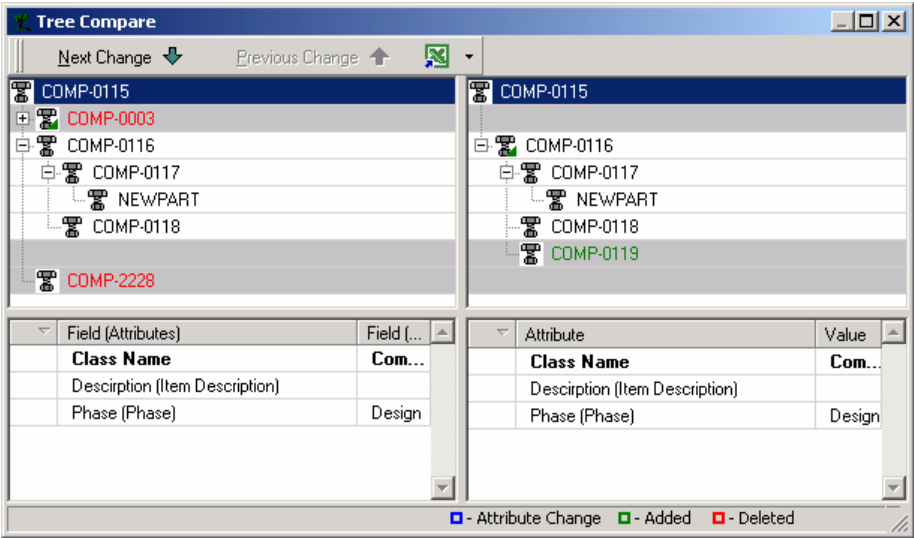 Tree Compare
Next Change Previous Change
COMP-0115
COMP-0003
COMP-0116
COMP-0117
NEWPART
COMP-0118
COMP-2228
COMP-0115
COMP-0116
COMP-0117
NEWPART
COMP-0118
COMP-0119
Field (Attributes) Field (...
Class Name Com...
Descirption (Item Description)
Phase (Phase) Design
Attribute Value
Class Name Com...
Descirption (Item Description)
Phase (Phase) Design
- Attribute Change - Added - Deleted